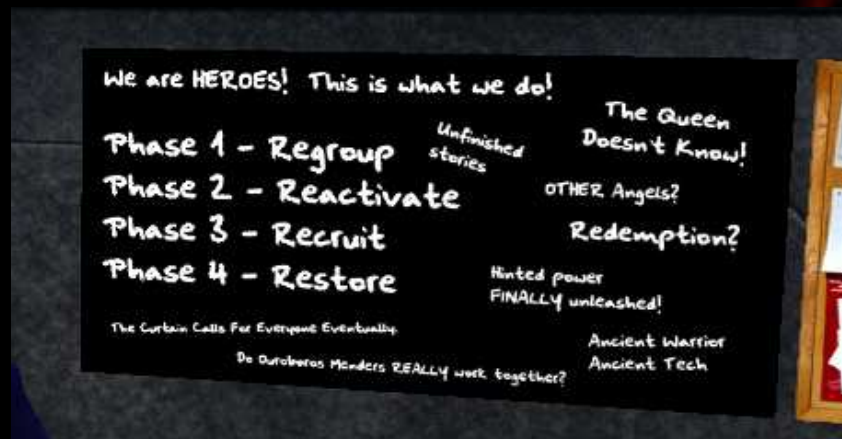 We are HEROES! This is what we do!
The Queen
Doesn't Know!
Unfinished
stories
Phase 1 - Regroup
Phase 2 - Reactivate
OTHER Angels?
Phase 3 - Recruit
Redemption?
Phase 4 - Restore
Hinted power
FINALLY unleashed!
The Curtain Calls For Everyone Eventually.
Ancient Warrior
Ancient Tech
Do Ouroboros Menders REALLY work together?